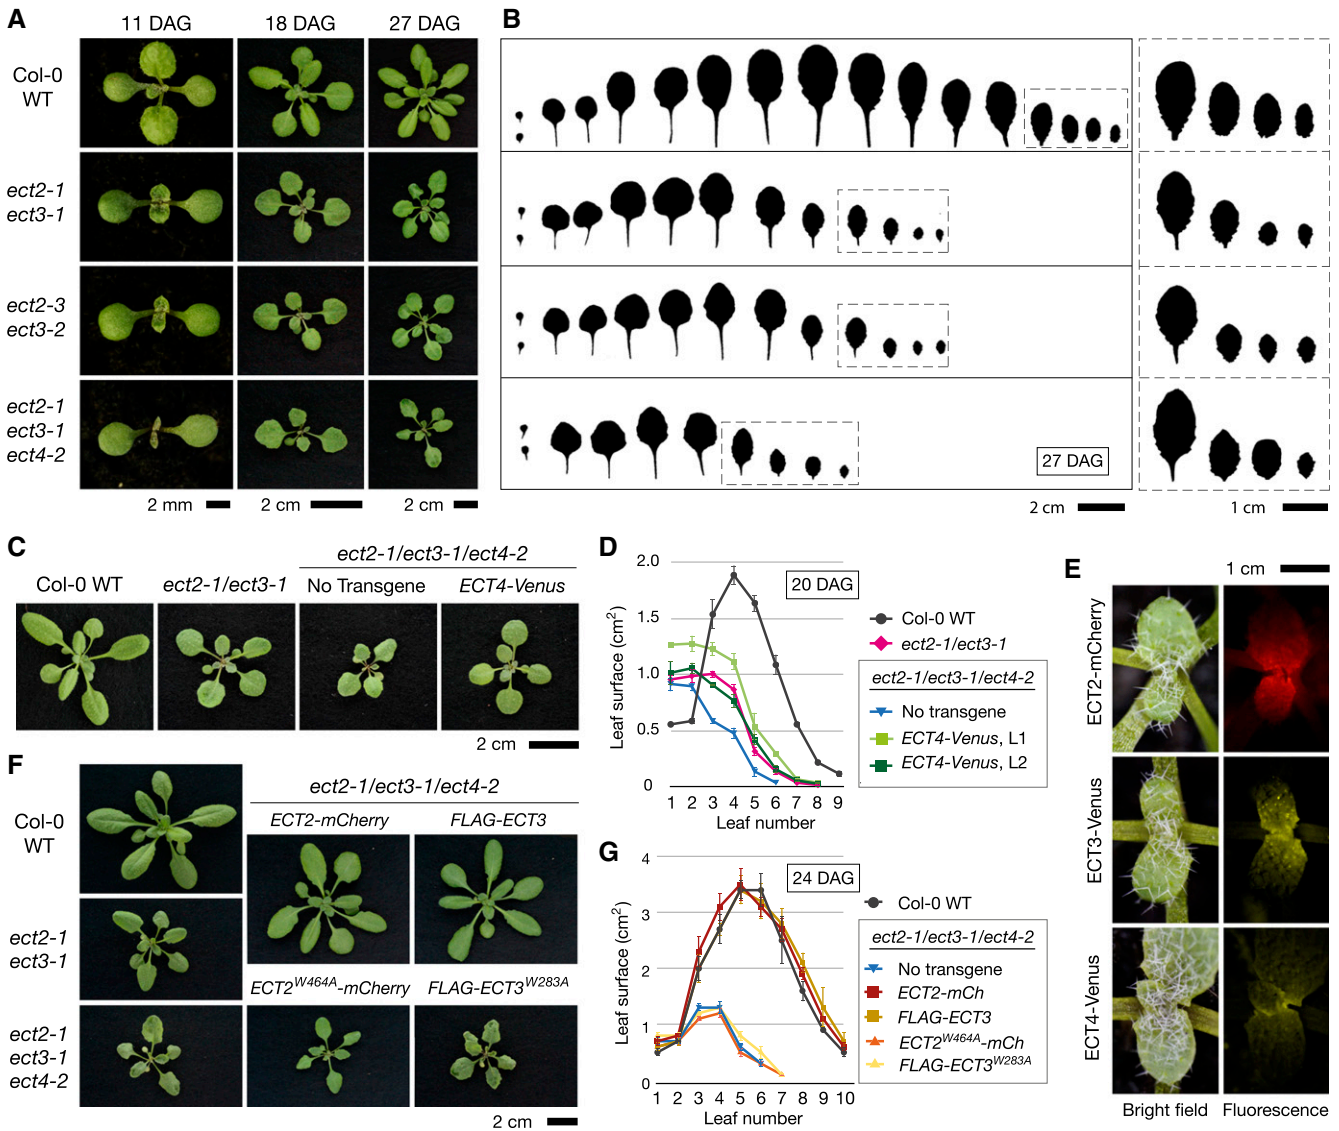 A
11 DAG
18 DAG
27 DAG
Col-0
WT
ect2-1
ect3-1
ect2-3
ect3-2
ect2-1
ect3-1
ect4-2
2 mm
2 cm
2 cm
B
27 DAG
2 cm
1 cm
C
Col-0 WT
ect2-1/ect3-1
ect2-1/ect3-1/ect4-2
No Transgene
ECT4-Venus
2 cm
D
2.0
1.5
1.0
0.5
0
Leaf surface (cm2)
1 2 3 4 5 6 7 8 9
Leaf number
20 DAG
Col-0 WT
ect2-1/ect3-1
ect2-1/ect3-1/ect4-2
No transgene
ECT4-Venus, L1
ECT4-Venus, L2
E
1 cm
ECT2-mCherry
ECT3-Venus
ECT4-Venus
Bright field
Fluorescence
F
Col-0
WT
ect2-1
ect3-1
ect2-1
ect3-1
ect4-2
ect2-1/ect3-1/ect4-2
ECT2-mCherry
FLAG-ECT3
ECT2W464A-mCherry
FLAG-ECT3W283A
2 cm
G
4
3
2
1
0
Leaf surface (cm2)
1 2 3 4 5 6 7 8 9 10
Leaf number
24 DAG
Col-0 WT
ect2-1/ect3-1/ect4-2
No transgene
ECT2-mCh
FLAG-ECT3
ECT2W464A-mCh
FLAG-ECT3W283A